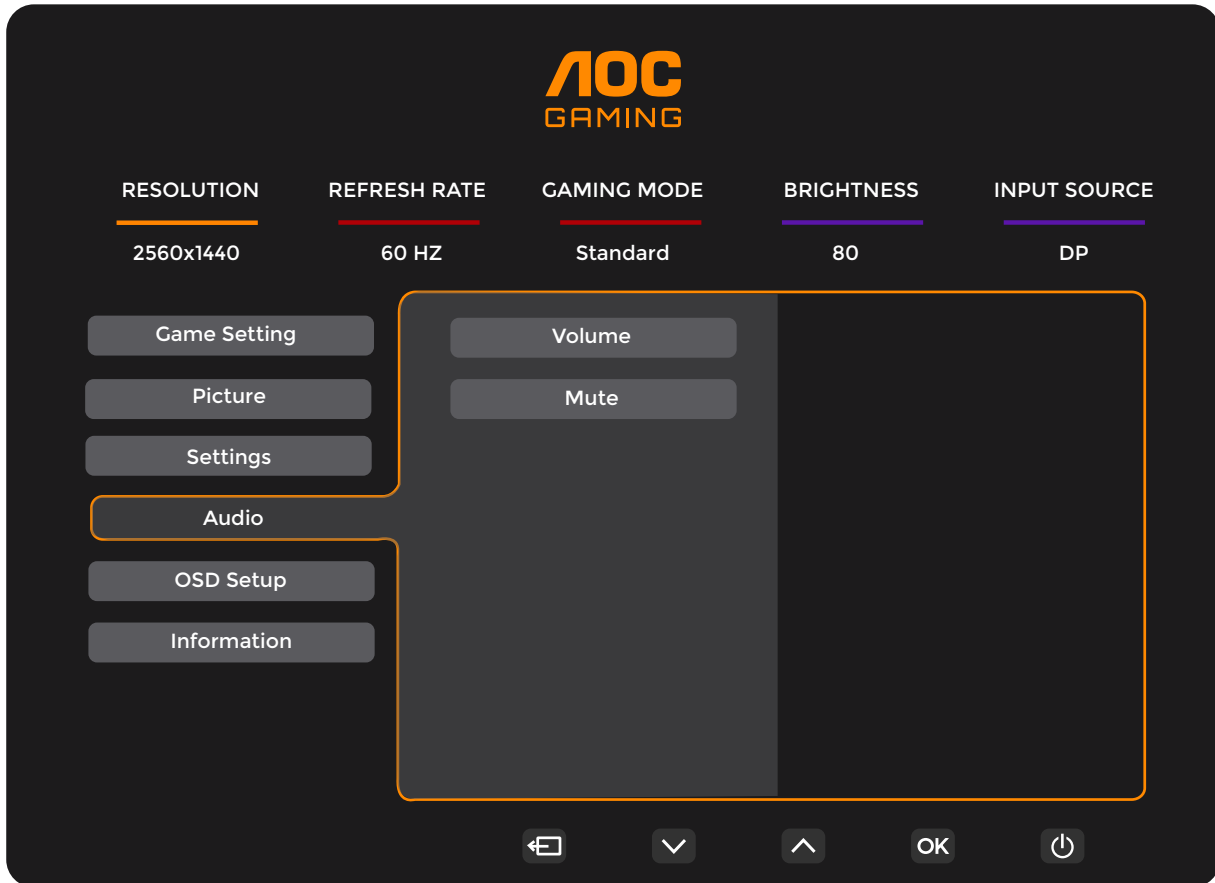 AOC
GAMING
RESOLUTION REFRESH RATE GAMING MODE BRIGHTNESS INPUT SOURCE
2560x1440 60 HZ Standard 80 DP
Game Setting Volume
Picture Mute
Settings
Audio
OSD Setup
Information
OK